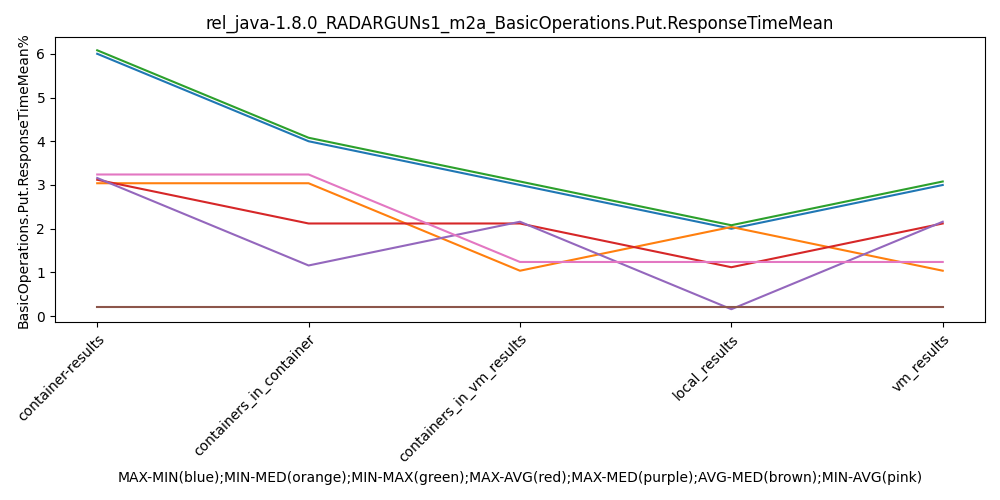 rel_java-1.8.0_RADARGUNs1_m2a_BasicOperations.Put.ResponseTimeMean
BasicOperations.Put.ResponseTimeMean%
6
5
4
3
2
1
0
container-results
containers_in_container
containers_in_vm_results
local_results
vm_results
MAX-MIN(blue);MIN-MED(orange);MIN-MAX(green);MAX-AVG(red);MAX-MED(purple);AVG-MED(brown);MIN-AVG(pink)